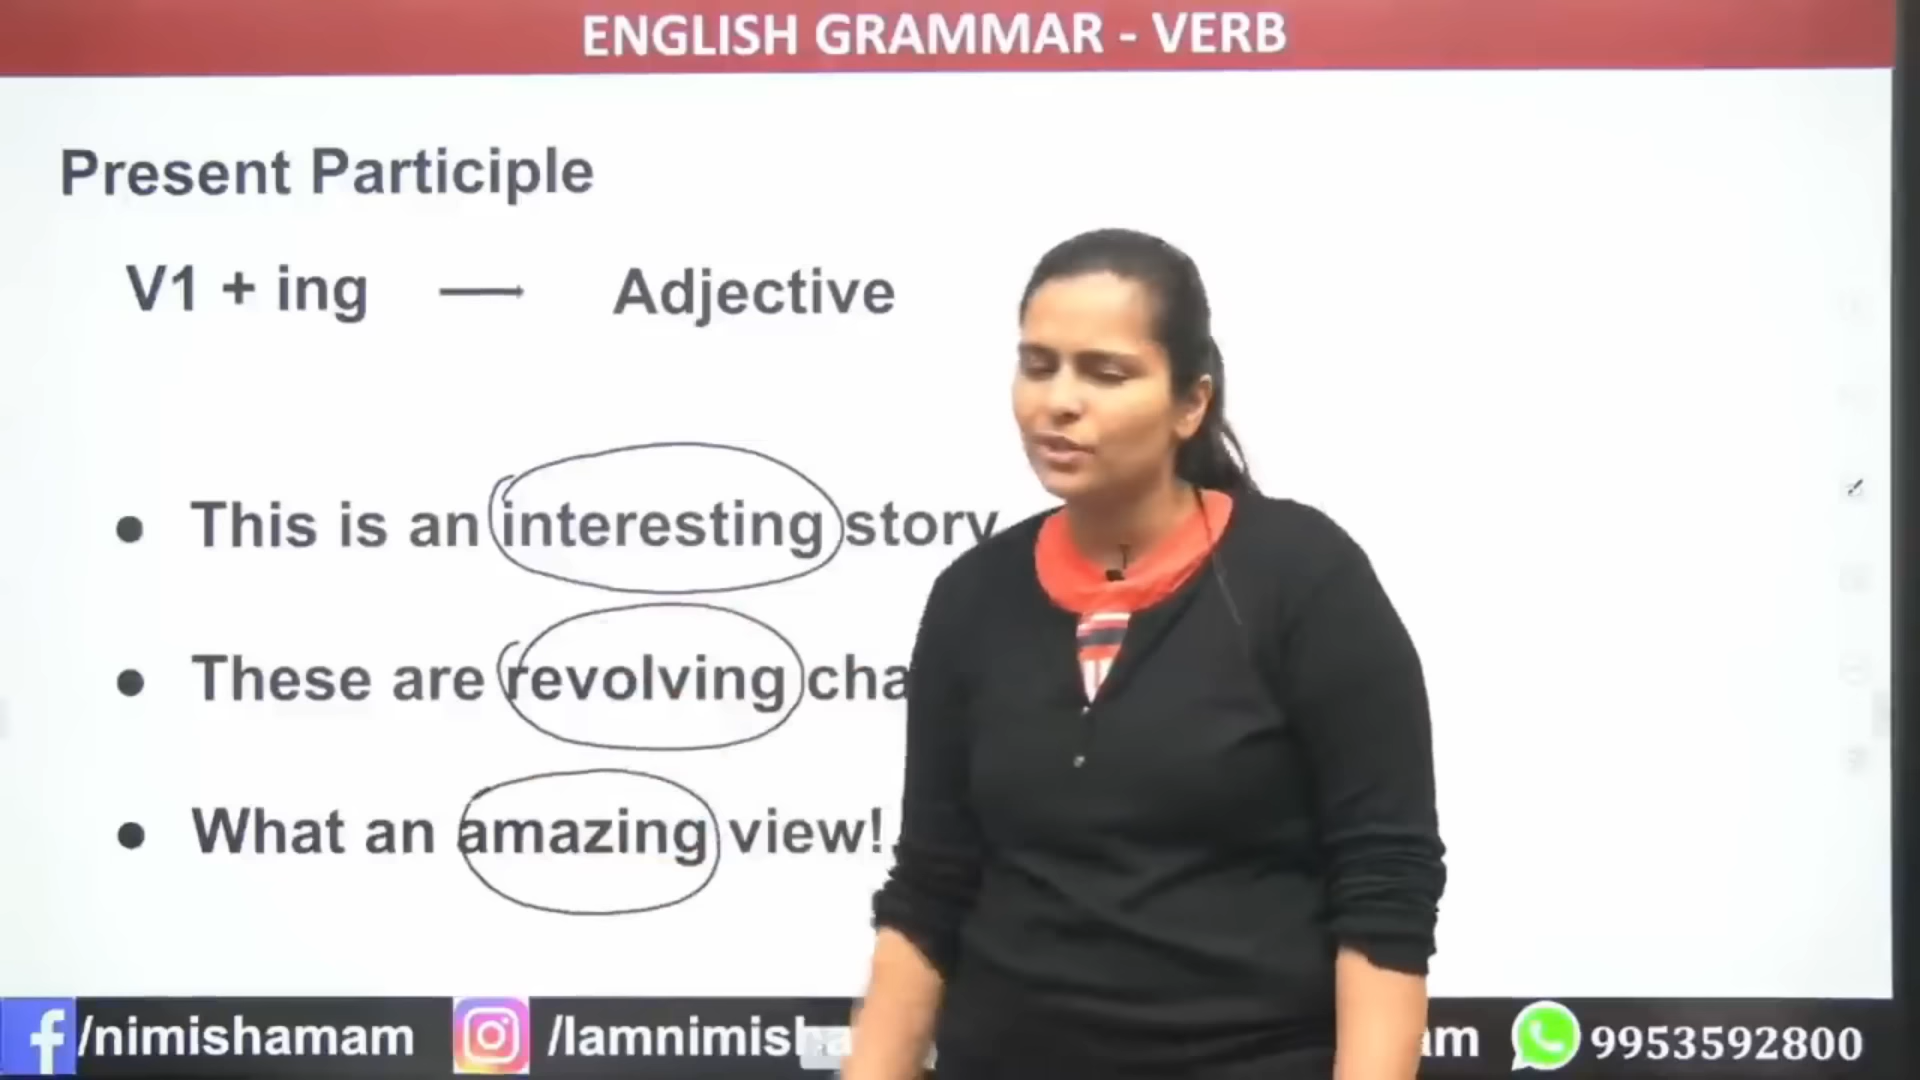 ENGLISH GRAMMAR - VERB
Present Participle
V1 + ing — Adjective
• This is an interesting story
• These are revolving
• What an amazing view!
/nimishamam
9953592800